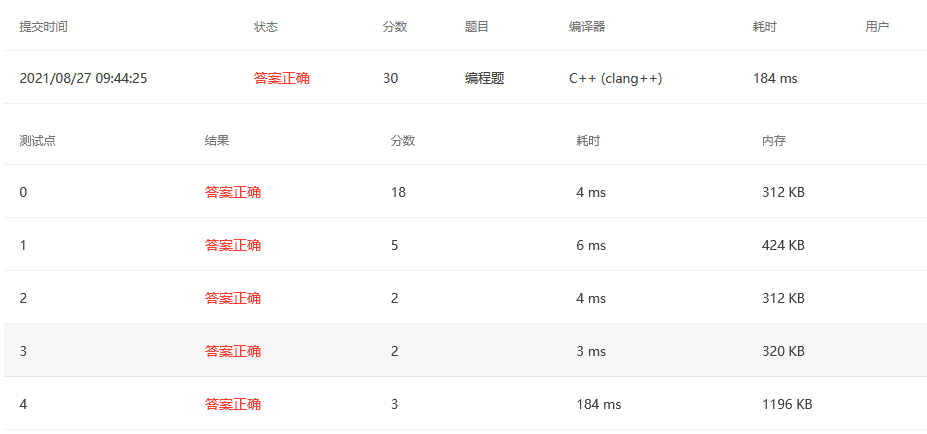 提交时间 状态 分数 题目 编译器 耗时 用户
2021/08/27 09:44:25 答案正确 30 编程题 C++ (clang++) 184 ms
测试点 结果 分数 耗时 内存
0 答案正确 18 4 ms 312 KB
1 答案正确 5 6 ms 424 KB
2 答案正确 2 4 ms 312 KB
3 答案正确 2 3 ms 320 KB
4 答案正确 3 184 ms 1196 KB